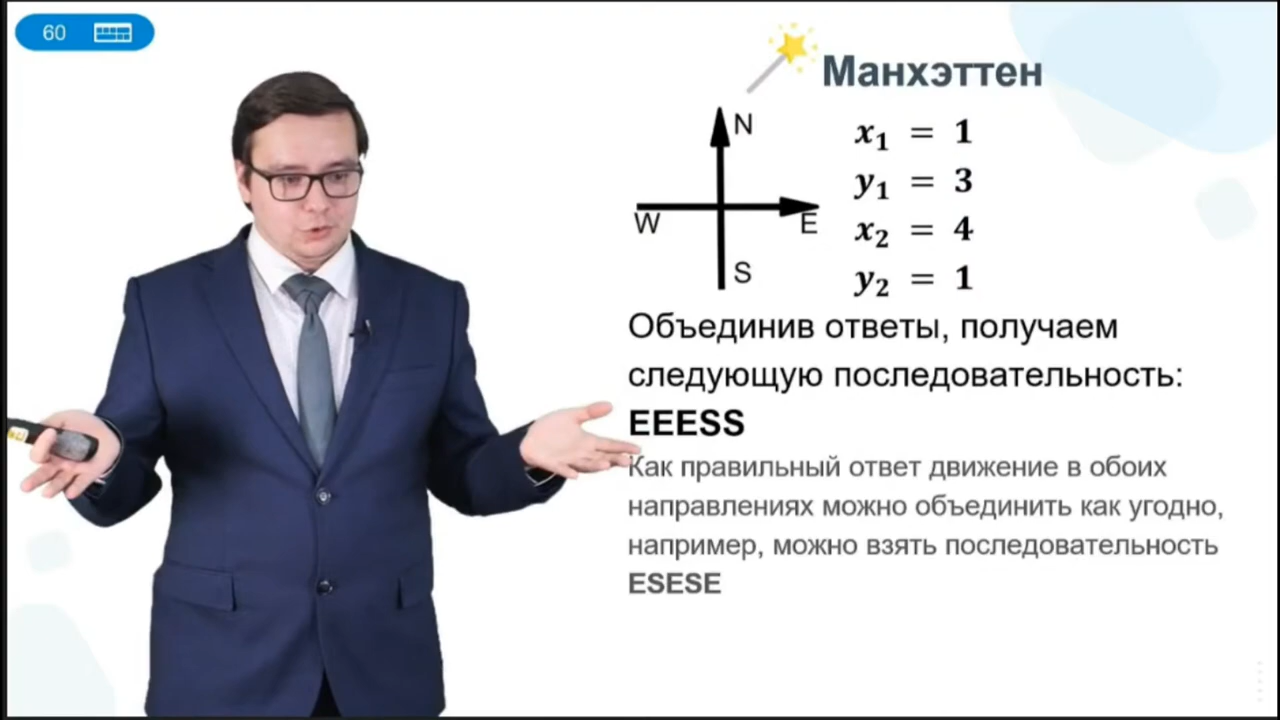 60
Манхэттен
N
W
E
S
x₁ = 1
y₁ = 3
x₂ = 4
y₂ = 1
Объединив ответы, получаем
следующую последовательность:
EEESS
Как правильный ответ движение в обоих
направлениях можно объединить как угодно,
например, можно взять последовательность
ESESE